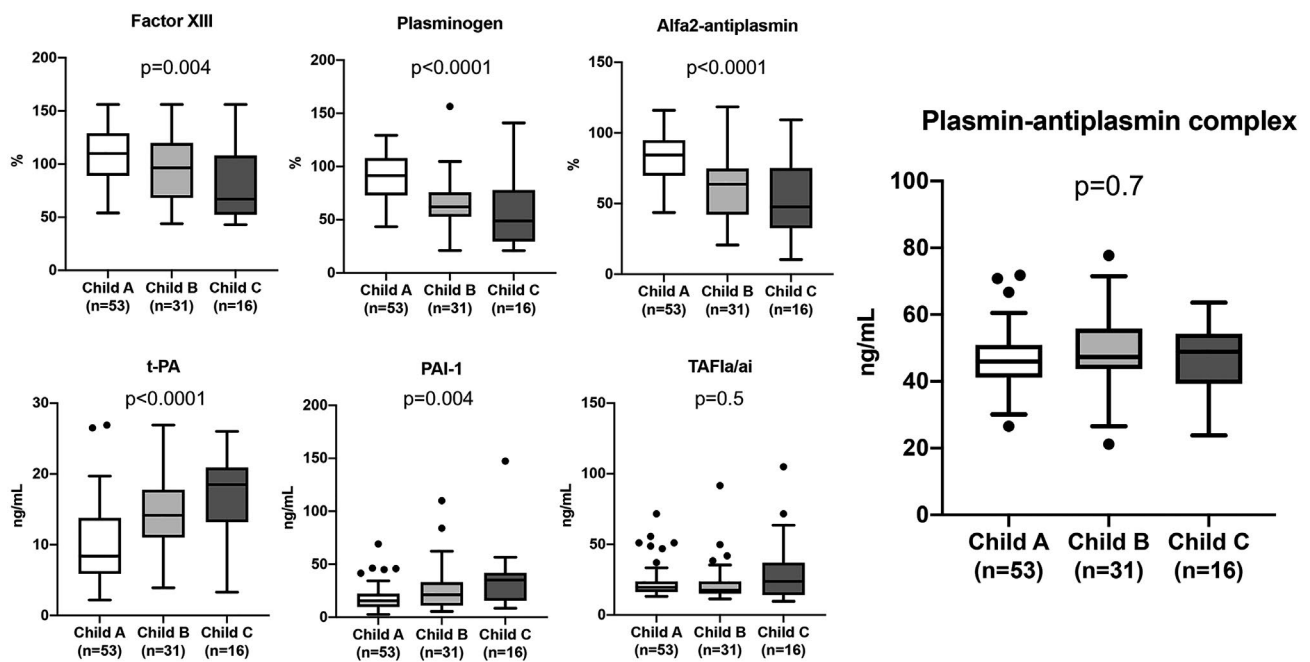 Factor XIII
p=0.004
200
150
100
50
0
%
Child A Child B Child C
(n=53) (n=31) (n=16)
Plasminogen
p<0.0001
200
150
100
50
0
%
Child A Child B Child C
(n=53) (n=31) (n=16)
Alfa2-antiplasmin
p<0.0001
150
100
50
0
%
Child A Child B Child C
(n=53) (n=31) (n=16)
t-PA
p<0.0001
30
20
10
0
ng/mL
Child A Child B Child C
(n=53) (n=31) (n=16)
PAI-1
p=0.004
200
150
100
50
0
ng/mL
Child A Child B Child C
(n=53) (n=31) (n=16)
TAFIa/ai
p=0.5
150
100
50
0
ng/mL
Child A Child B Child C
(n=53) (n=31) (n=16)
Plasmin-antiplasmin complex
p=0.7
100
80
60
40
20
0
ng/mL
Child A Child B Child C
(n=53) (n=31) (n=16)